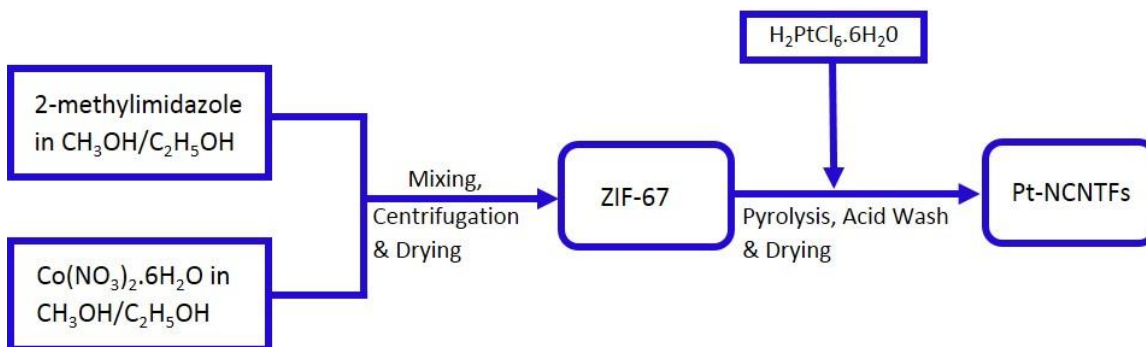 H₂PtCl₆.6H₂0
2-methylimidazole
in CH₃OH/C₂H₅OH
Mixing,
Centrifugation
& Drying
ZIF-67
Pyrolysis, Acid Wash
& Drying
Pt-NCNTFs
Co(NO₃)₂.6H₂O in
CH₃OH/C₂H₅OH